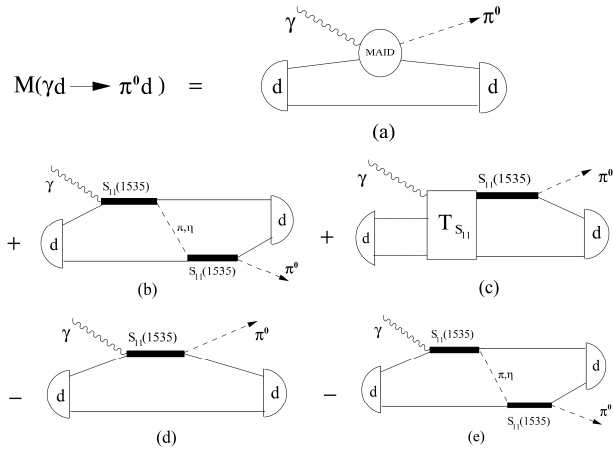 γ
π⁰
MAID
M(γd → π⁰d) =
d
d
(a)
γ
S₁₁(1535)
d
π,η
+
d
S₁₁(1535)
π⁰
(b)
γ
S₁₁(1535)
π⁰
+
d
T_S₁₁
d
(c)
γ
S₁₁(1535)
π⁰
−
d
d
(d)
γ
S₁₁(1535)
d
π,η
−
d
S₁₁(1535)
π⁰
(e)